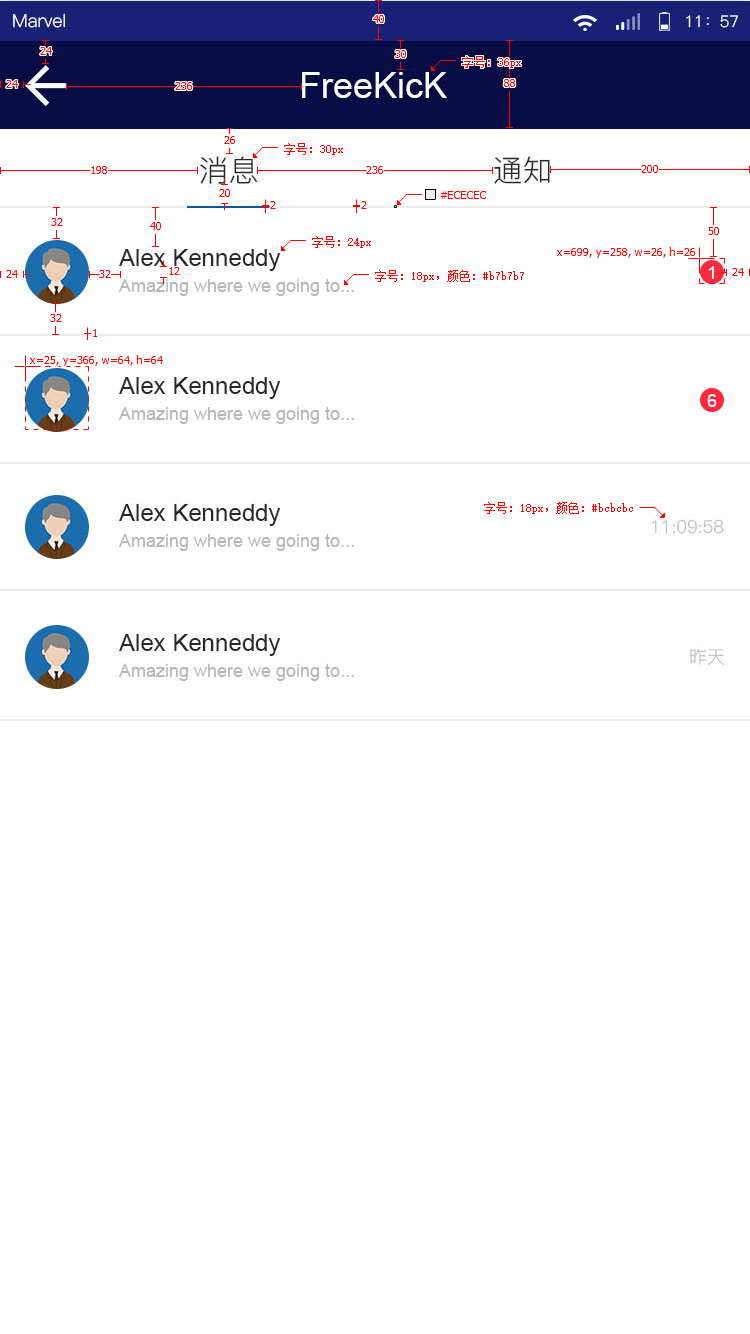 Marvel 40 11: 57
24 30 字号: 36px
24 236 FreeKicK 88
26 字号: 30px
198 消息 236 通知 200
20 #ECECEC
2 2
32 40 50
字号: 24px
Alex Kenneddy x=699, y=258, w=26, h=26
24 32 12 字号: 18px, 颜色: #b7b7b7 1 24
Amazing where we going to...
32
1
x=25, y=366, w=64, h=64
Alex Kenneddy
6
Amazing where we going to...
字号: 18px, 颜色: #bcbcbc
Alex Kenneddy
11:09:58
Amazing where we going to...
Alex Kenneddy
昨天
Amazing where we going to...